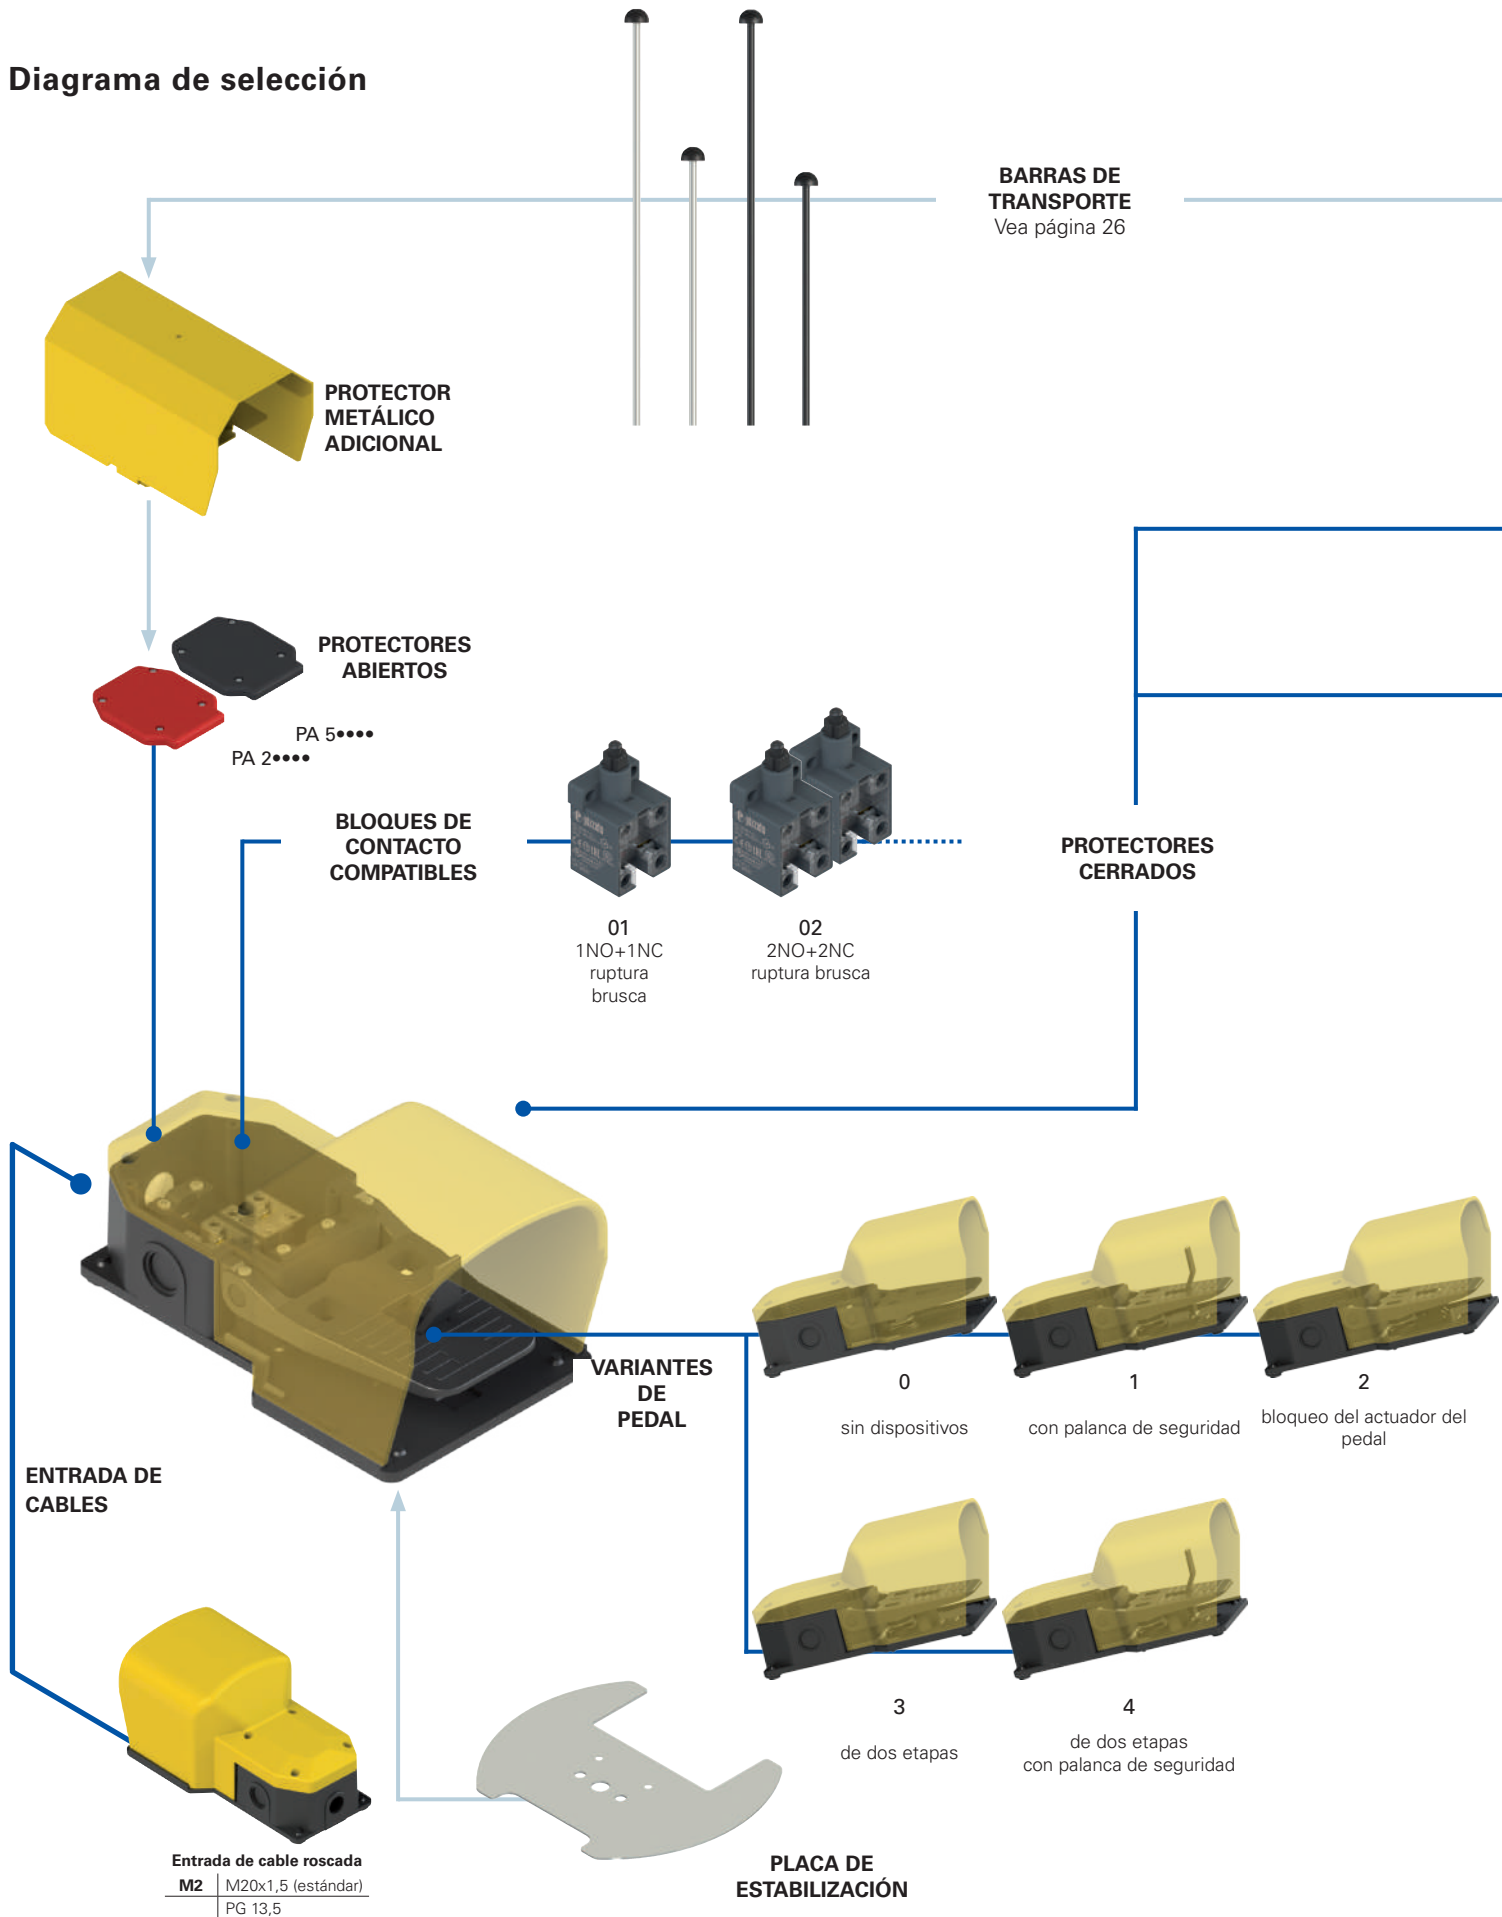 Diagrama de selección
BARRAS DE
TRANSPORTE
Vea página 26
PROTECTOR
METÁLICO
ADICIONAL
PROTECTORES
ABIERTOS
PA 5••••
PA 2••••
BLOQUES DE
CONTACTO
COMPATIBLES
01
1NO+1NC
ruptura
brusca
02
2NO+2NC
ruptura brusca
PROTECTORES
CERRADOS
VARIANTES
DE
PEDAL
0
sin dispositivos
1
con palanca de seguridad
2
bloqueo del actuador del
pedal
3
de dos etapas
4
de dos etapas
con palanca de seguridad
ENTRADA DE
CABLES
Entrada de cable roscada
M2 M20x1,5 (estándar)
PG 13,5
PLACA DE
ESTABILIZACIÓN